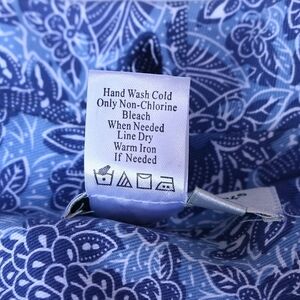 Hand Wash Cold
Only Non-Chlorine
Bleach
When Needed
Line Dry
Warm Iron
If Needed